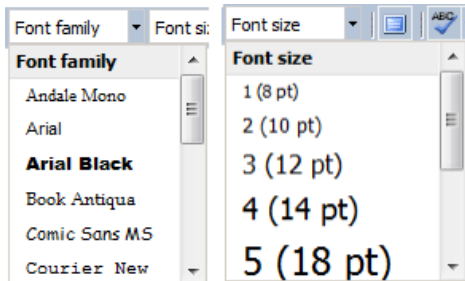 Font family
Font si
Font family
Andale Mono
Arial
Arial Black
Book Antiqua
Comic Sans MS
Courier New
Font size
ABC
Font size
1 (8 pt)
2 (10 pt)
3 (12 pt)
4 (14 pt)
5 (18 pt)